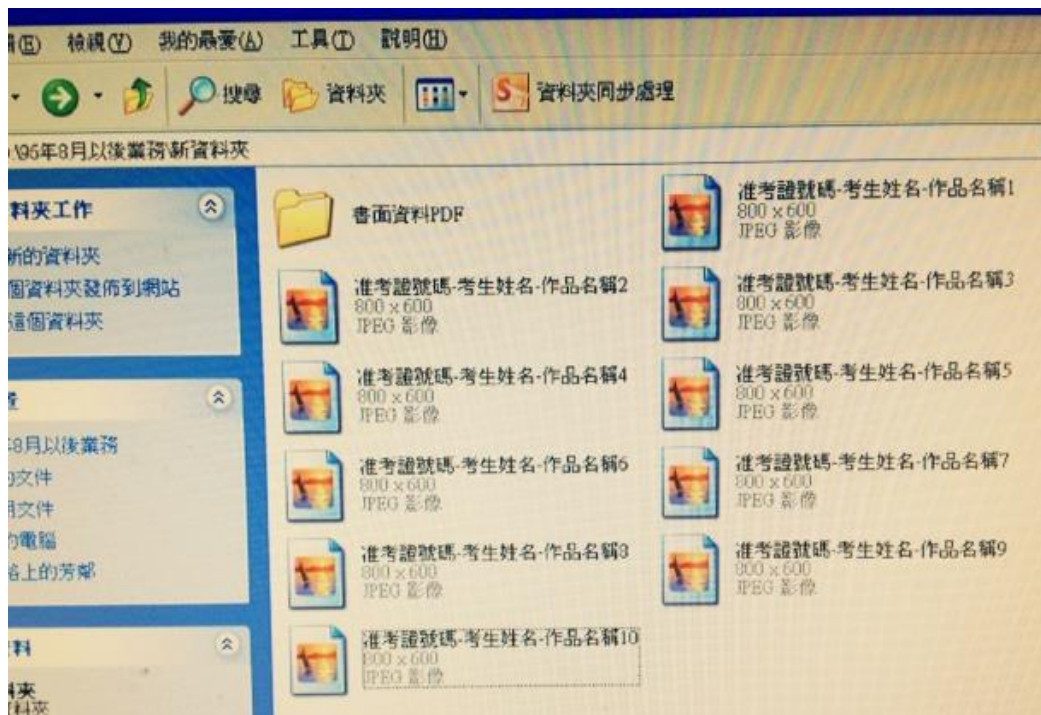 (E) 檢視(V) 我的最愛(A) 工具(T) 說明(H)
搜尋 資料夾 資料夾同步處理
\95年8月以後業務\新資料夾
料夾工作
新的資料夾
個資料夾發佈到網站
這個資料夾
8月以後業務
文件
用文件
電腦
路上的芳鄰
料
料夾
資料夾
書面資料PDF
准考證號碼-考生姓名-作品名稱1
800 x 600
JPEG 影像
准考證號碼-考生姓名-作品名稱2
800 x 600
JPEG 影像
准考證號碼-考生姓名-作品名稱3
800 x 600
JPEG 影像
准考證號碼-考生姓名-作品名稱4
800 x 600
JPEG 影像
准考證號碼-考生姓名-作品名稱5
800 x 600
JPEG 影像
准考證號碼-考生姓名-作品名稱6
800 x 600
JPEG 影像
准考證號碼-考生姓名-作品名稱7
800 x 600
JPEG 影像
准考證號碼-考生姓名-作品名稱8
800 x 600
JPEG 影像
准考證號碼-考生姓名-作品名稱9
800 x 600
JPEG 影像
准考證號碼-考生姓名-作品名稱10
800 x 600
JPEG 影像